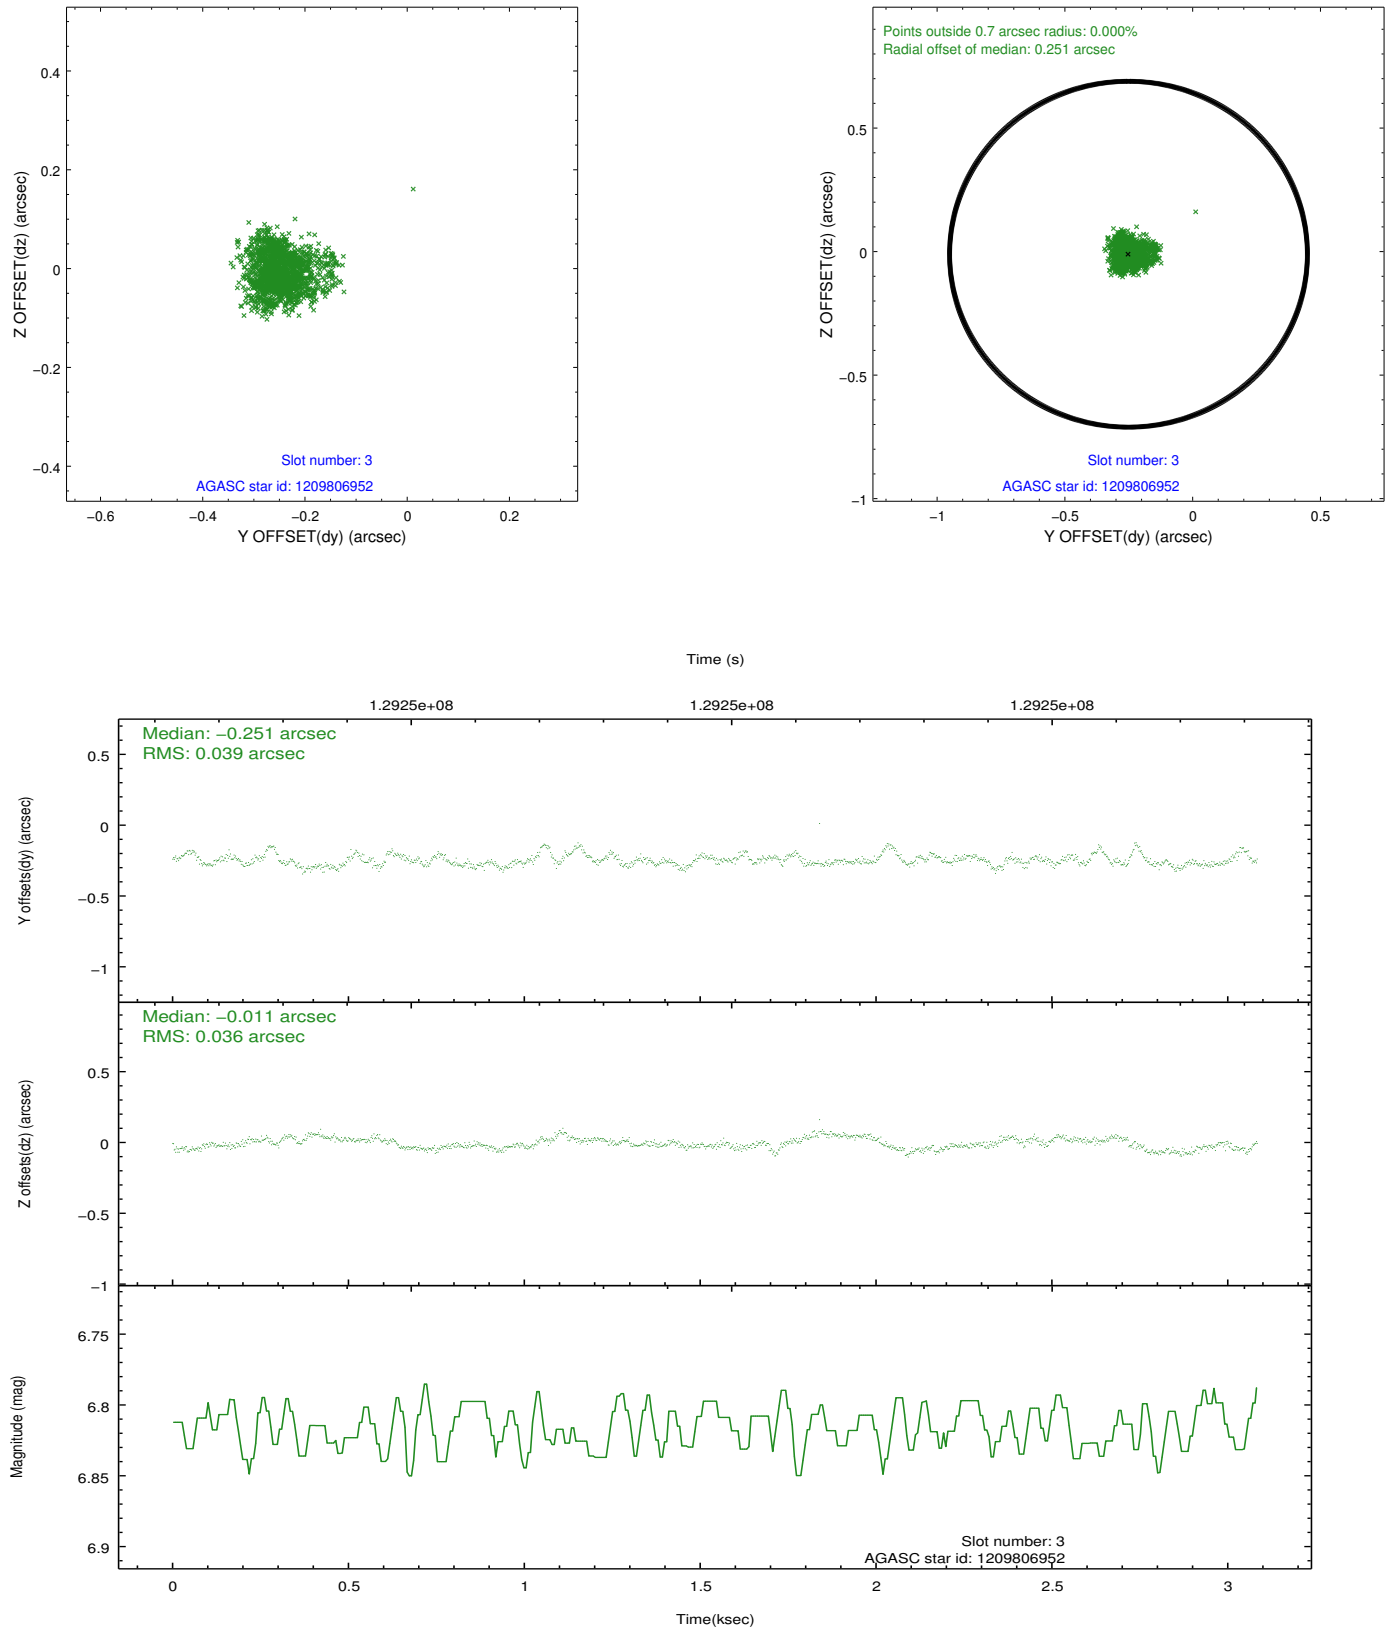 0.4
0.2
0
−0.2
−0.4
Z OFFSET(dz) (arcsec)
Slot number: 3
AGASC star id: 1209806952
−0.6 −0.4 −0.2 0 0.2
Y OFFSET(dy) (arcsec)
Points outside 0.7 arcsec radius: 0.000%
Radial offset of median: 0.251 arcsec
0.5
0
−0.5
−1
Z OFFSET(dz) (arcsec)
Slot number: 3
AGASC star id: 1209806952
−1 −0.5 0 0.5
Y OFFSET(dy) (arcsec)
Time (s)
1.2925e+08 1.2925e+08 1.2925e+08
Median: −0.251 arcsec
RMS: 0.039 arcsec
0.5
0
−0.5
−1
Y offsets(dy) (arcsec)
Median: −0.011 arcsec
RMS: 0.036 arcsec
0.5
0
−0.5
−1
Z offsets(dz) (arcsec)
6.75
6.8
6.85
6.9
Magnitude (mag)
Slot number: 3
AGASC star id: 1209806952
0 0.5 1 1.5 2 2.5 3
Time(ksec)